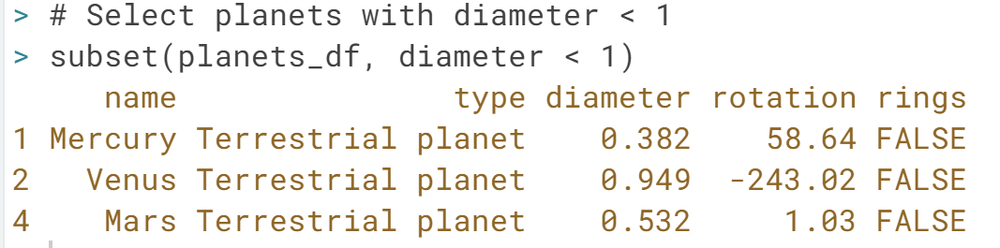 > # Select planets with diameter < 1
> subset(planets_df, diameter < 1)
     name               type diameter rotation rings
1 Mercury Terrestrial planet    0.382    58.64 FALSE
2   Venus Terrestrial planet    0.949  -243.02 FALSE
4    Mars Terrestrial planet    0.532     1.03 FALSE